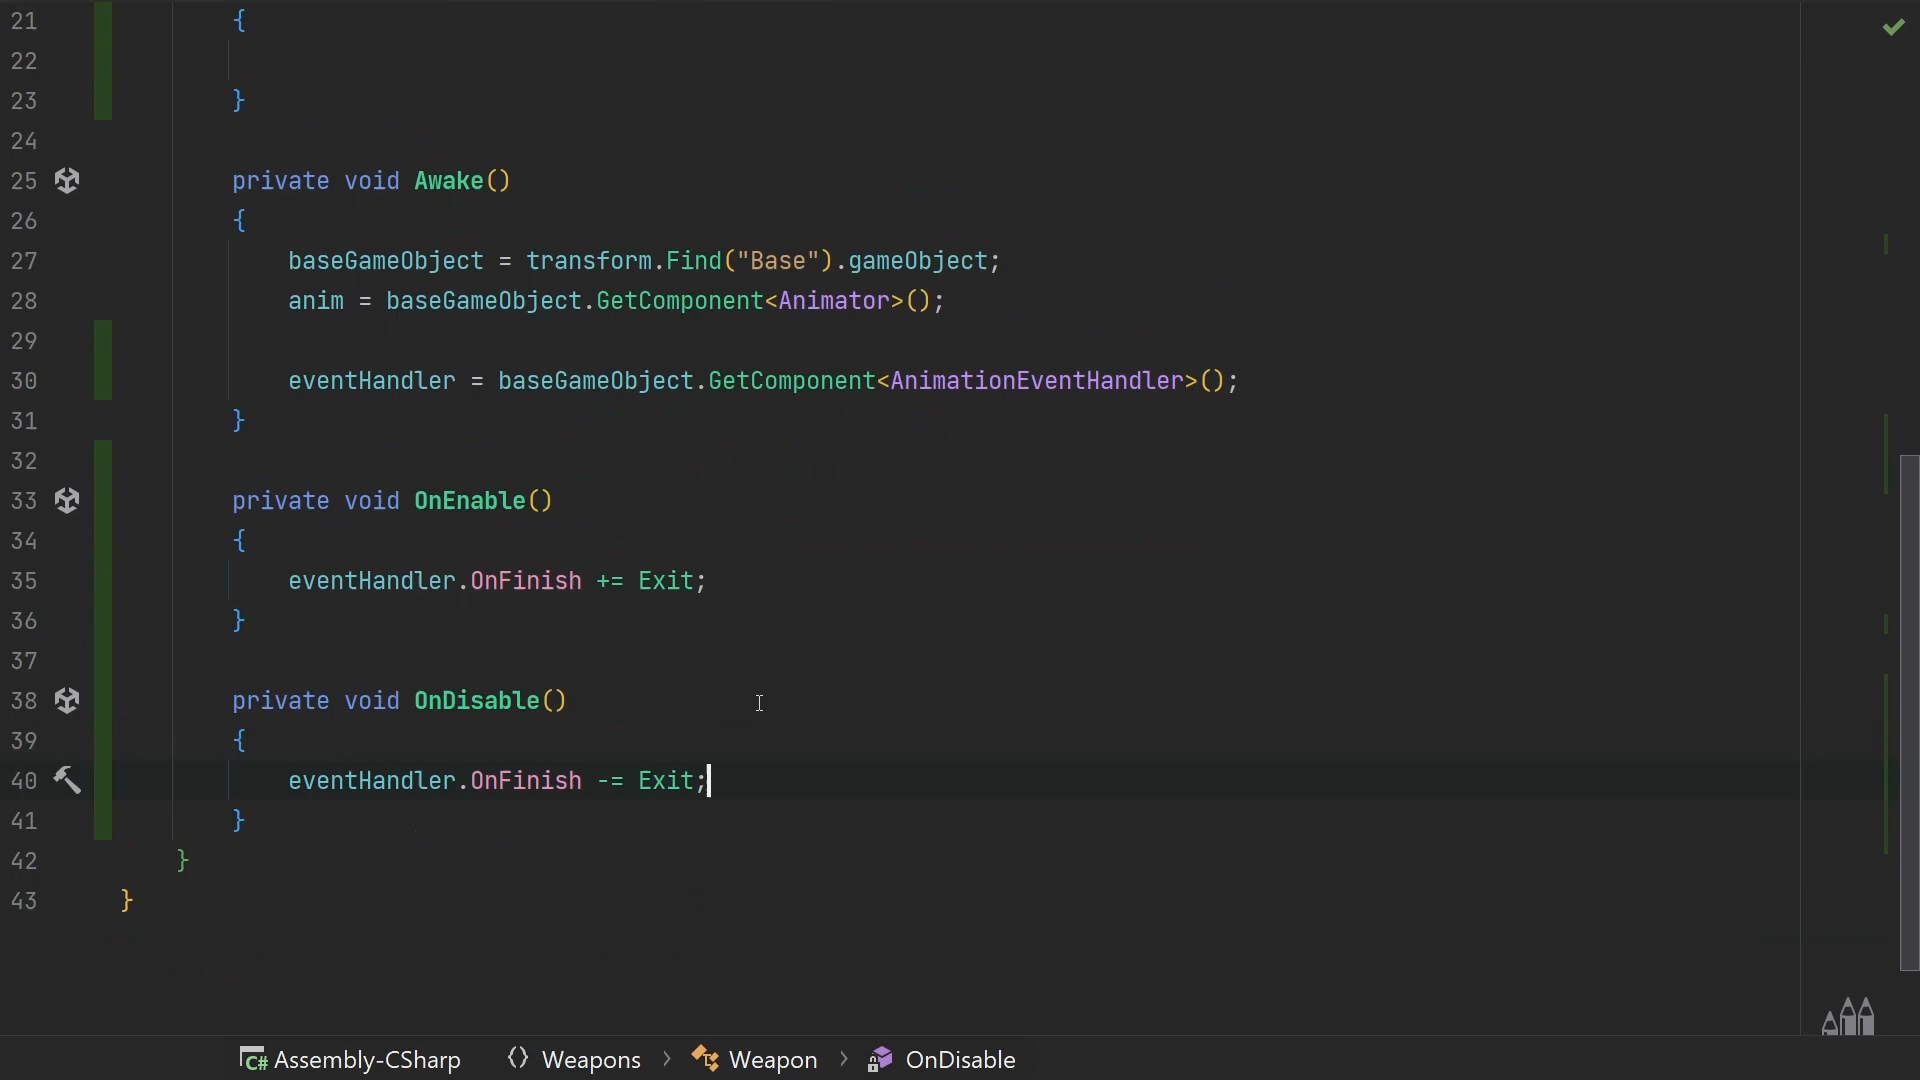 21 {
22
23 }
24
25 private void Awake()
26 {
27 baseGameObject = transform.Find("Base").gameObject;
28 anim = baseGameObject.GetComponent<Animator>();
29
30 eventHandler = baseGameObject.GetComponent<AnimationEventHandler>();
31 }
32
33 private void OnEnable()
34 {
35 eventHandler.OnFinish += Exit;
36 }
37
38 private void OnDisable()
39 {
40 eventHandler.OnFinish -= Exit;
41 }
42 }
43 }
C# Assembly-CSharp {} Weapons > Weapon > OnDisable